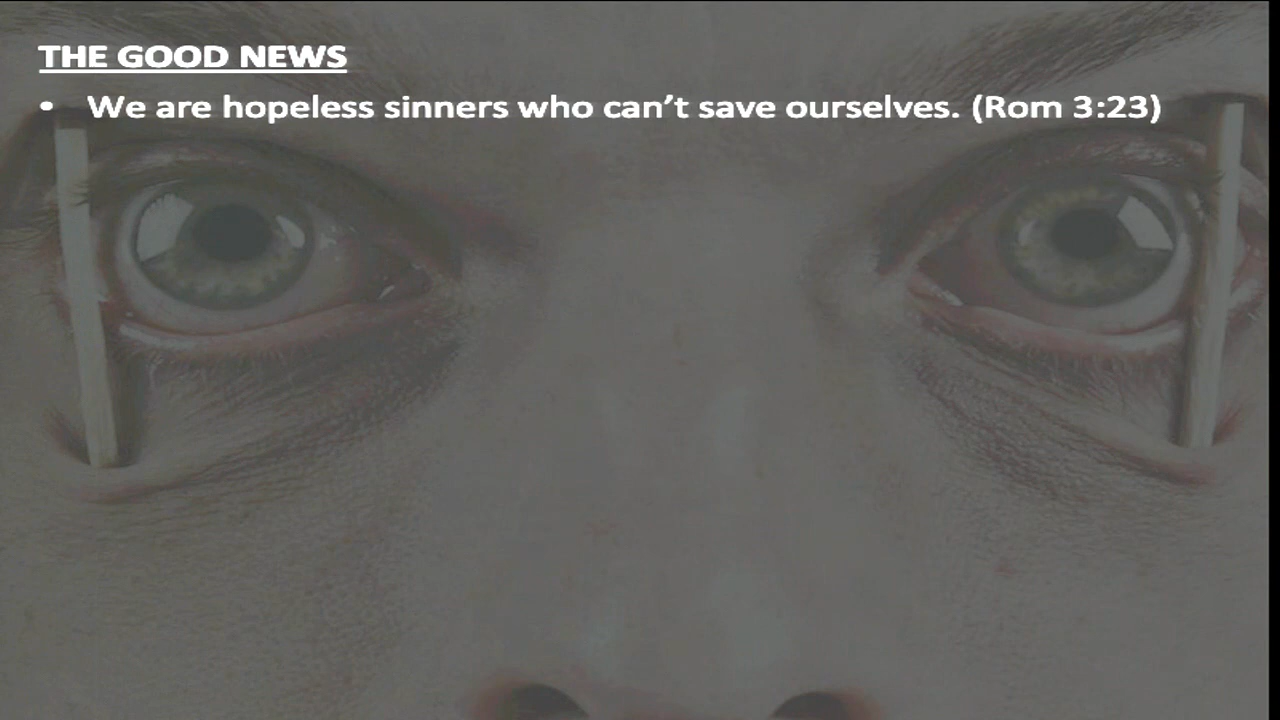 THE GOOD NEWS
• We are hopeless sinners who can't save ourselves. (Rom 3:23)